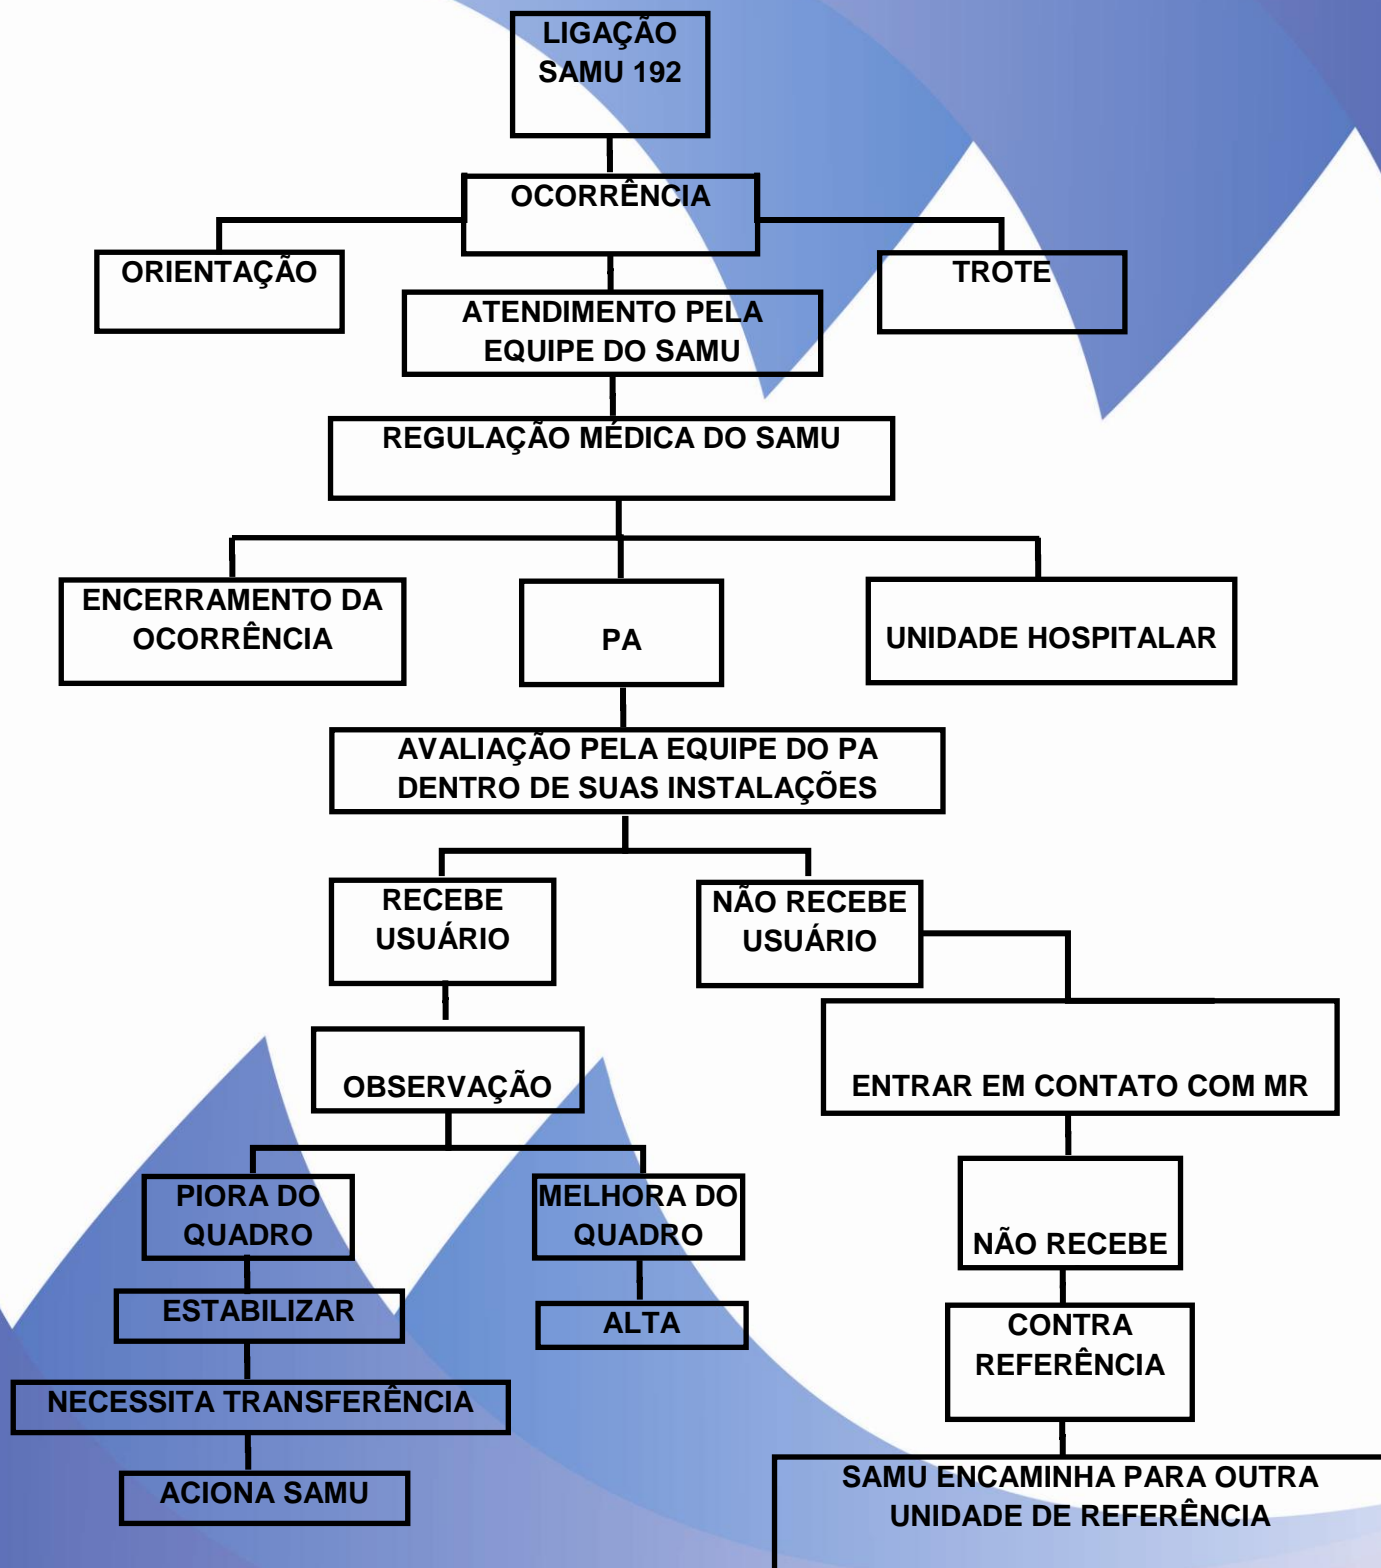 LIGAÇÃO
SAMU 192
OCORRÊNCIA
ORIENTAÇÃO
TROTE
ATENDIMENTO PELA
EQUIPE DO SAMU
REGULAÇÃO MÉDICA DO SAMU
ENCERRAMENTO DA
OCORRÊNCIA
PA
UNIDADE HOSPITALAR
AVALIAÇÃO PELA EQUIPE DO PA
DENTRO DE SUAS INSTALAÇÕES
RECEBE
USUÁRIO
NÃO RECEBE
USUÁRIO
OBSERVAÇÃO
ENTRAR EM CONTATO COM MR
PIORA DO
QUADRO
MELHORA DO
QUADRO
NÃO RECEBE
ESTABILIZAR
ALTA
CONTRA
REFERÊNCIA
NECESSITA TRANSFERÊNCIA
ACIONA SAMU
SAMU ENCAMINHA PARA OUTRA
UNIDADE DE REFERÊNCIA